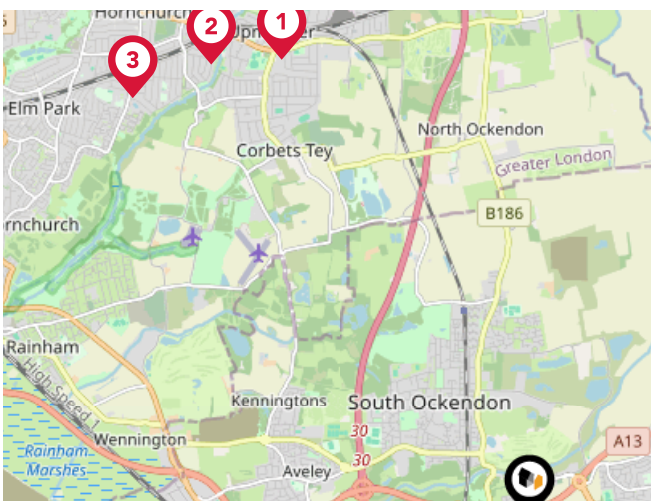 Hornchurch
1
2
Upminster
3
Elm Park
North Ockendon
Corbets Tey
Greater London
B186
rnchurch
Rainham
High Speed 1
Kenningtons
South Ockendon
30
A13
Wennington
30
Rainham
Marshes
Aveley